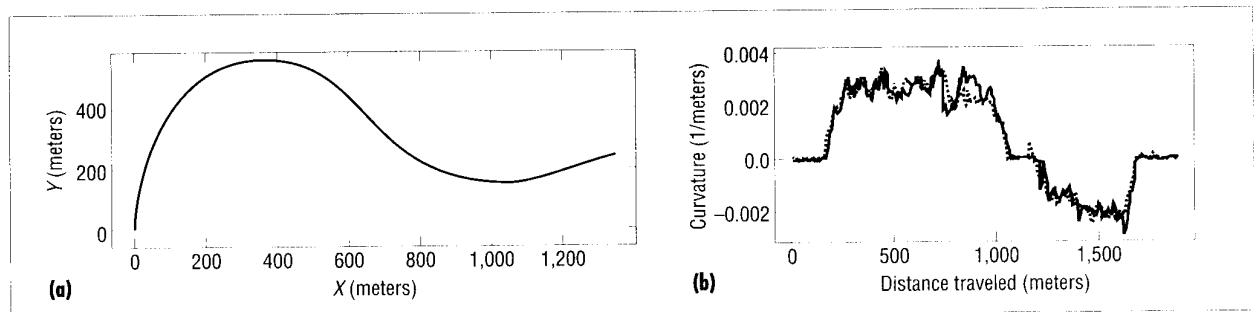 400
200
0
Y (meters)
0 200 400 600 800 1,000 1,200
X (meters)
(a)
0.004
0.002
0.0
–0.002
Curvature (1/meters)
0 500 1,000 1,500
Distance traveled (meters)
(b)